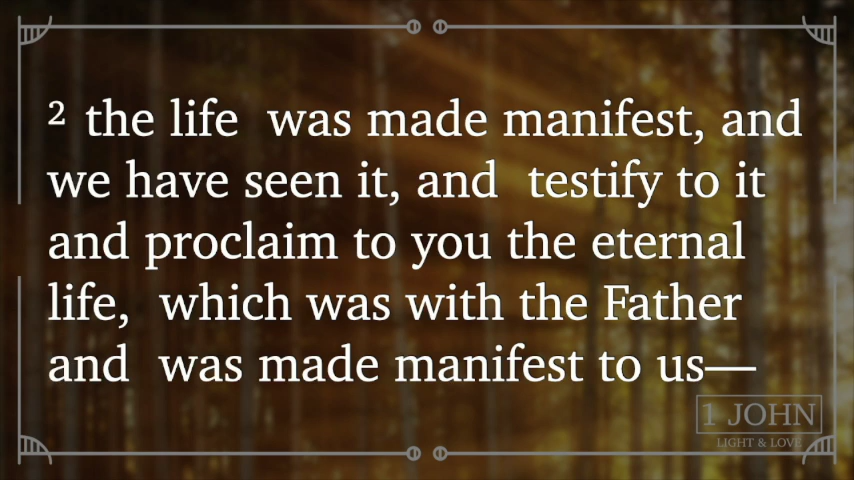 ² the life was made manifest, and
we have seen it, and testify to it
and proclaim to you the eternal
life, which was with the Father
and was made manifest to us—
1 JOHN
LIGHT & LOVE